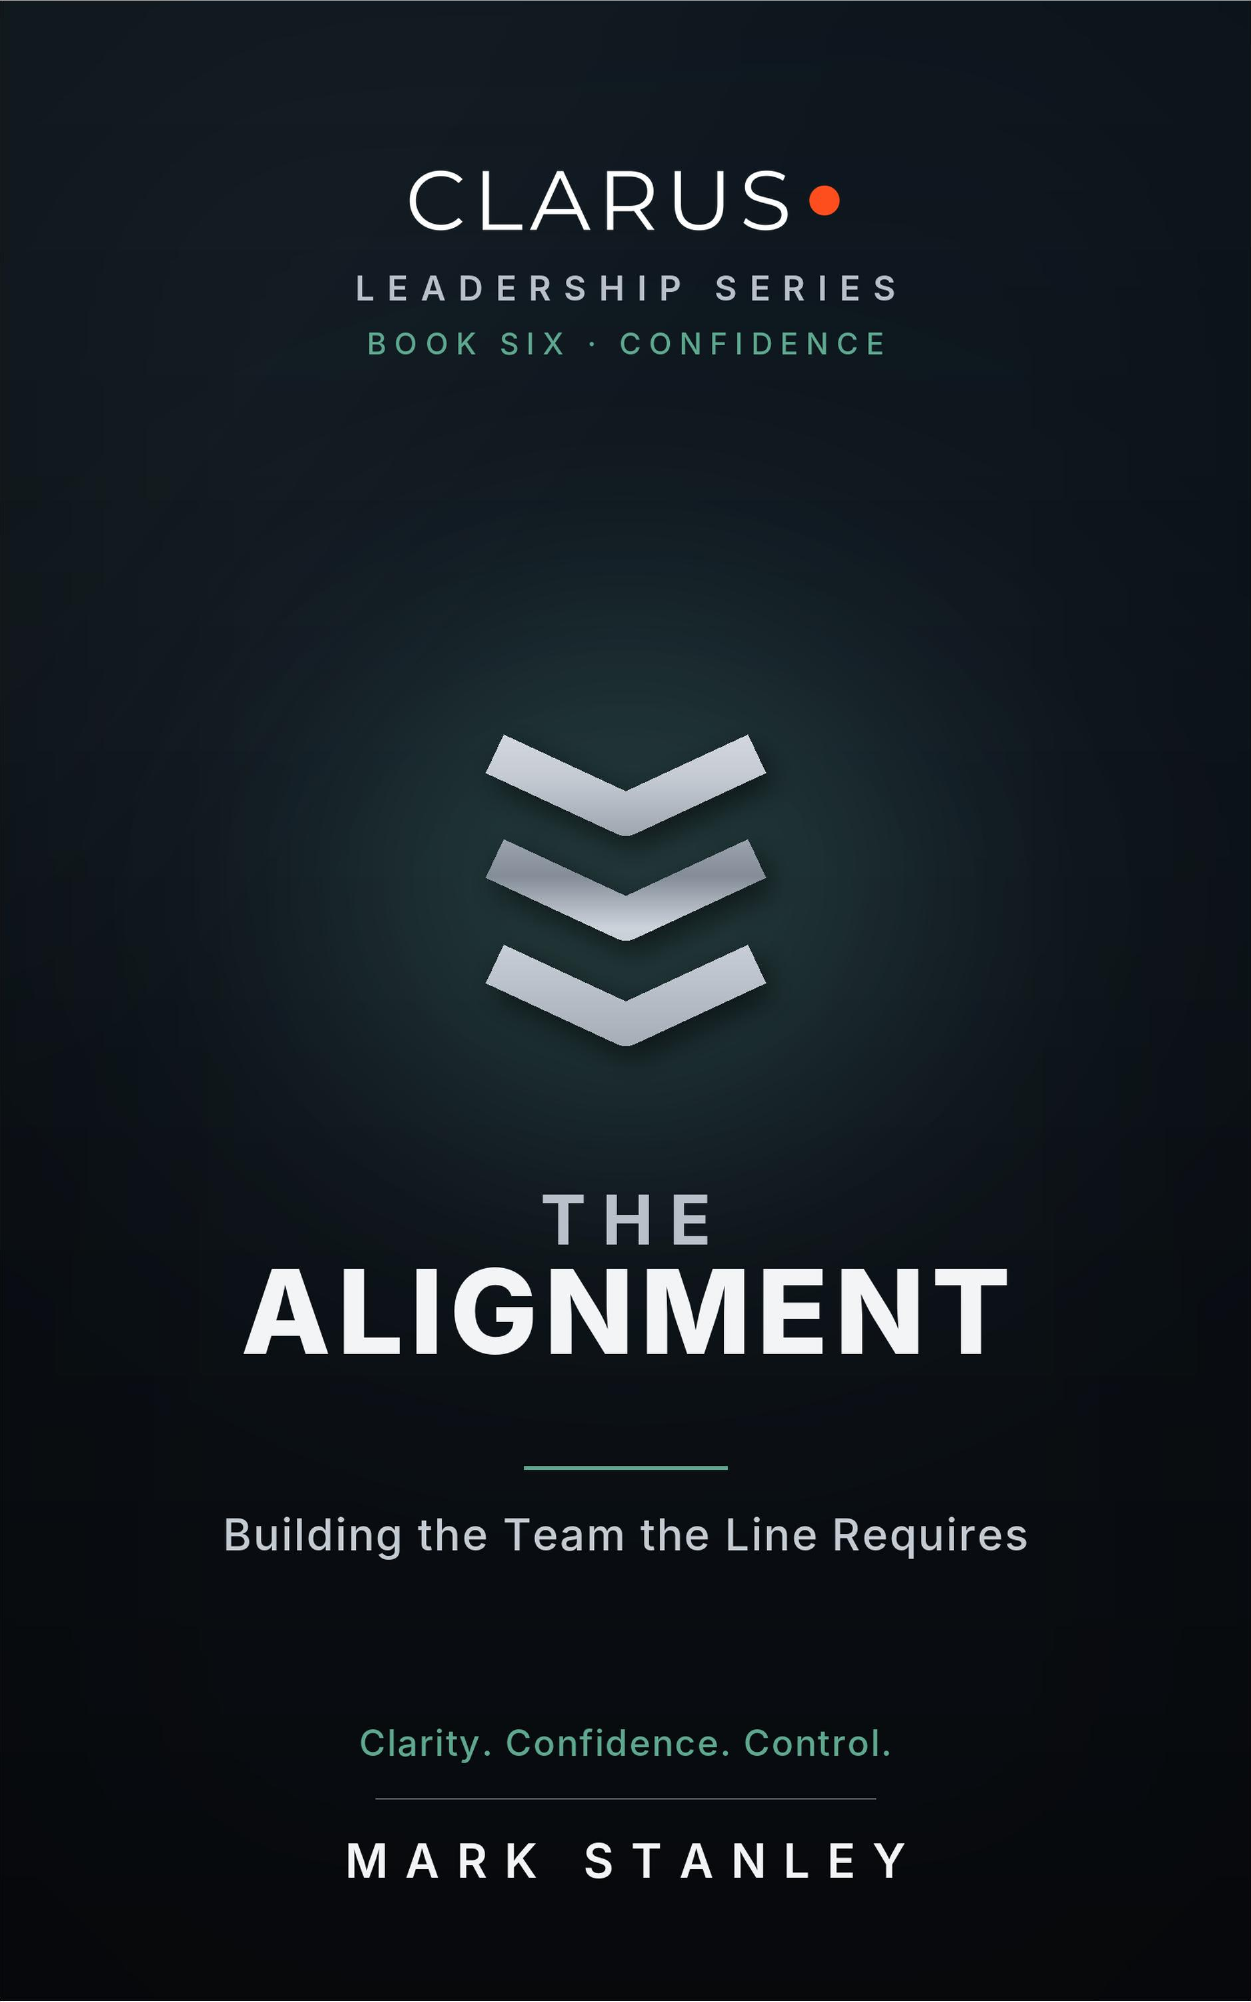 CLARUS
LEADERSHIP SERIES
BOOK SIX · CONFIDENCE
THE
ALIGNMENT
Building the Team the Line Requires
Clarity. Confidence. Control.
MARK STANLEY